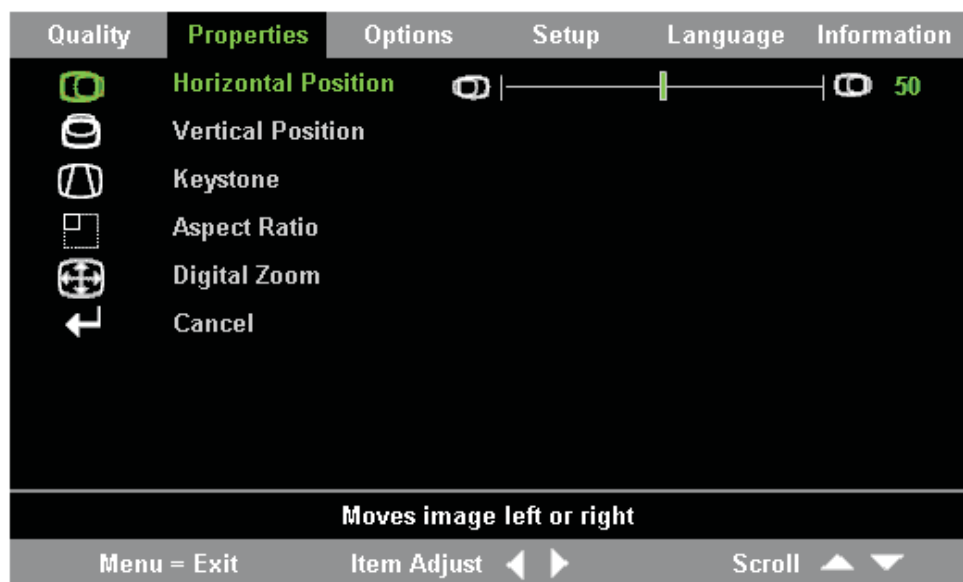 Quality Properties Options Setup Language Information
Horizontal Position 50
Vertical Position
Keystone
Aspect Ratio
Digital Zoom
Cancel
Moves image left or right
Menu = Exit Item Adjust Scroll